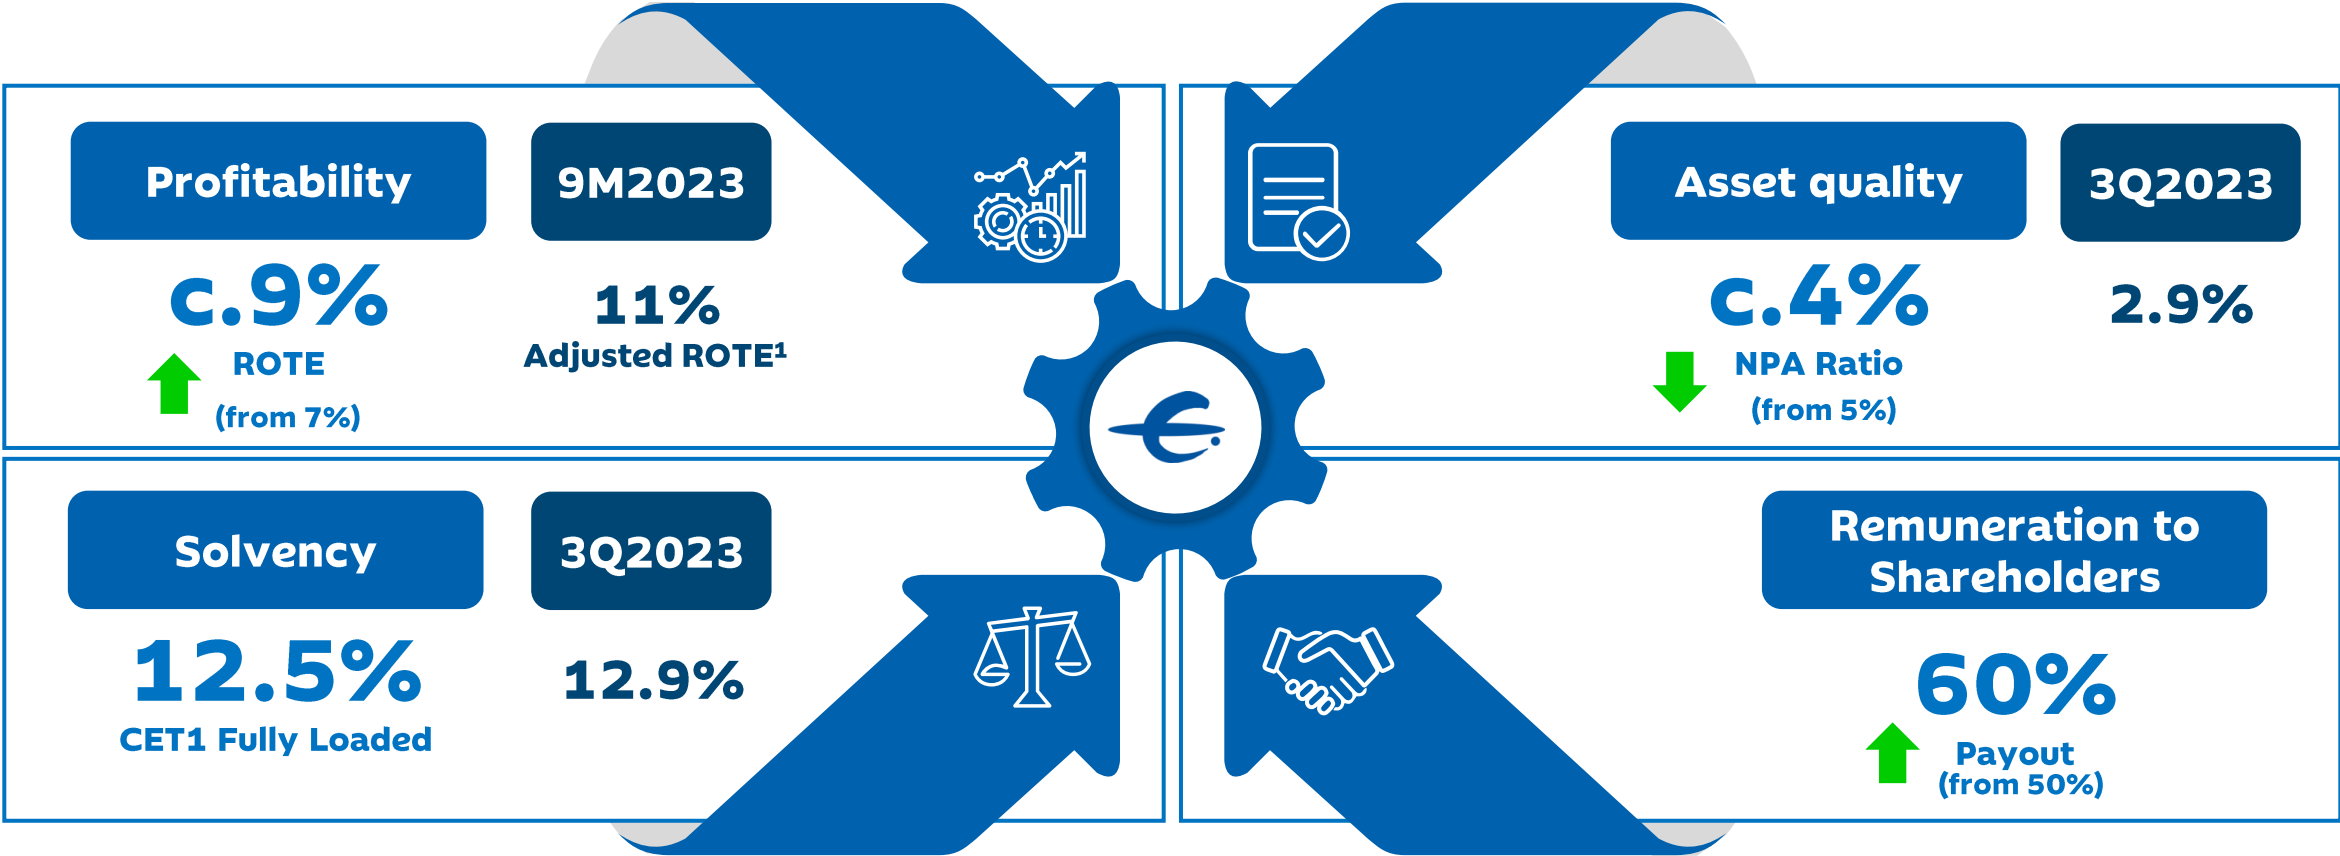 Profitability
9M2023
c.9%
ROTE
(from 7%)
11%
Adjusted ROTE¹
Asset quality
3Q2023
c.4%
NPA Ratio
(from 5%)
2.9%
Solvency
3Q2023
12.5%
CET1 Fully Loaded
12.9%
Remuneration to
Shareholders
60%
Payout
(from 50%)